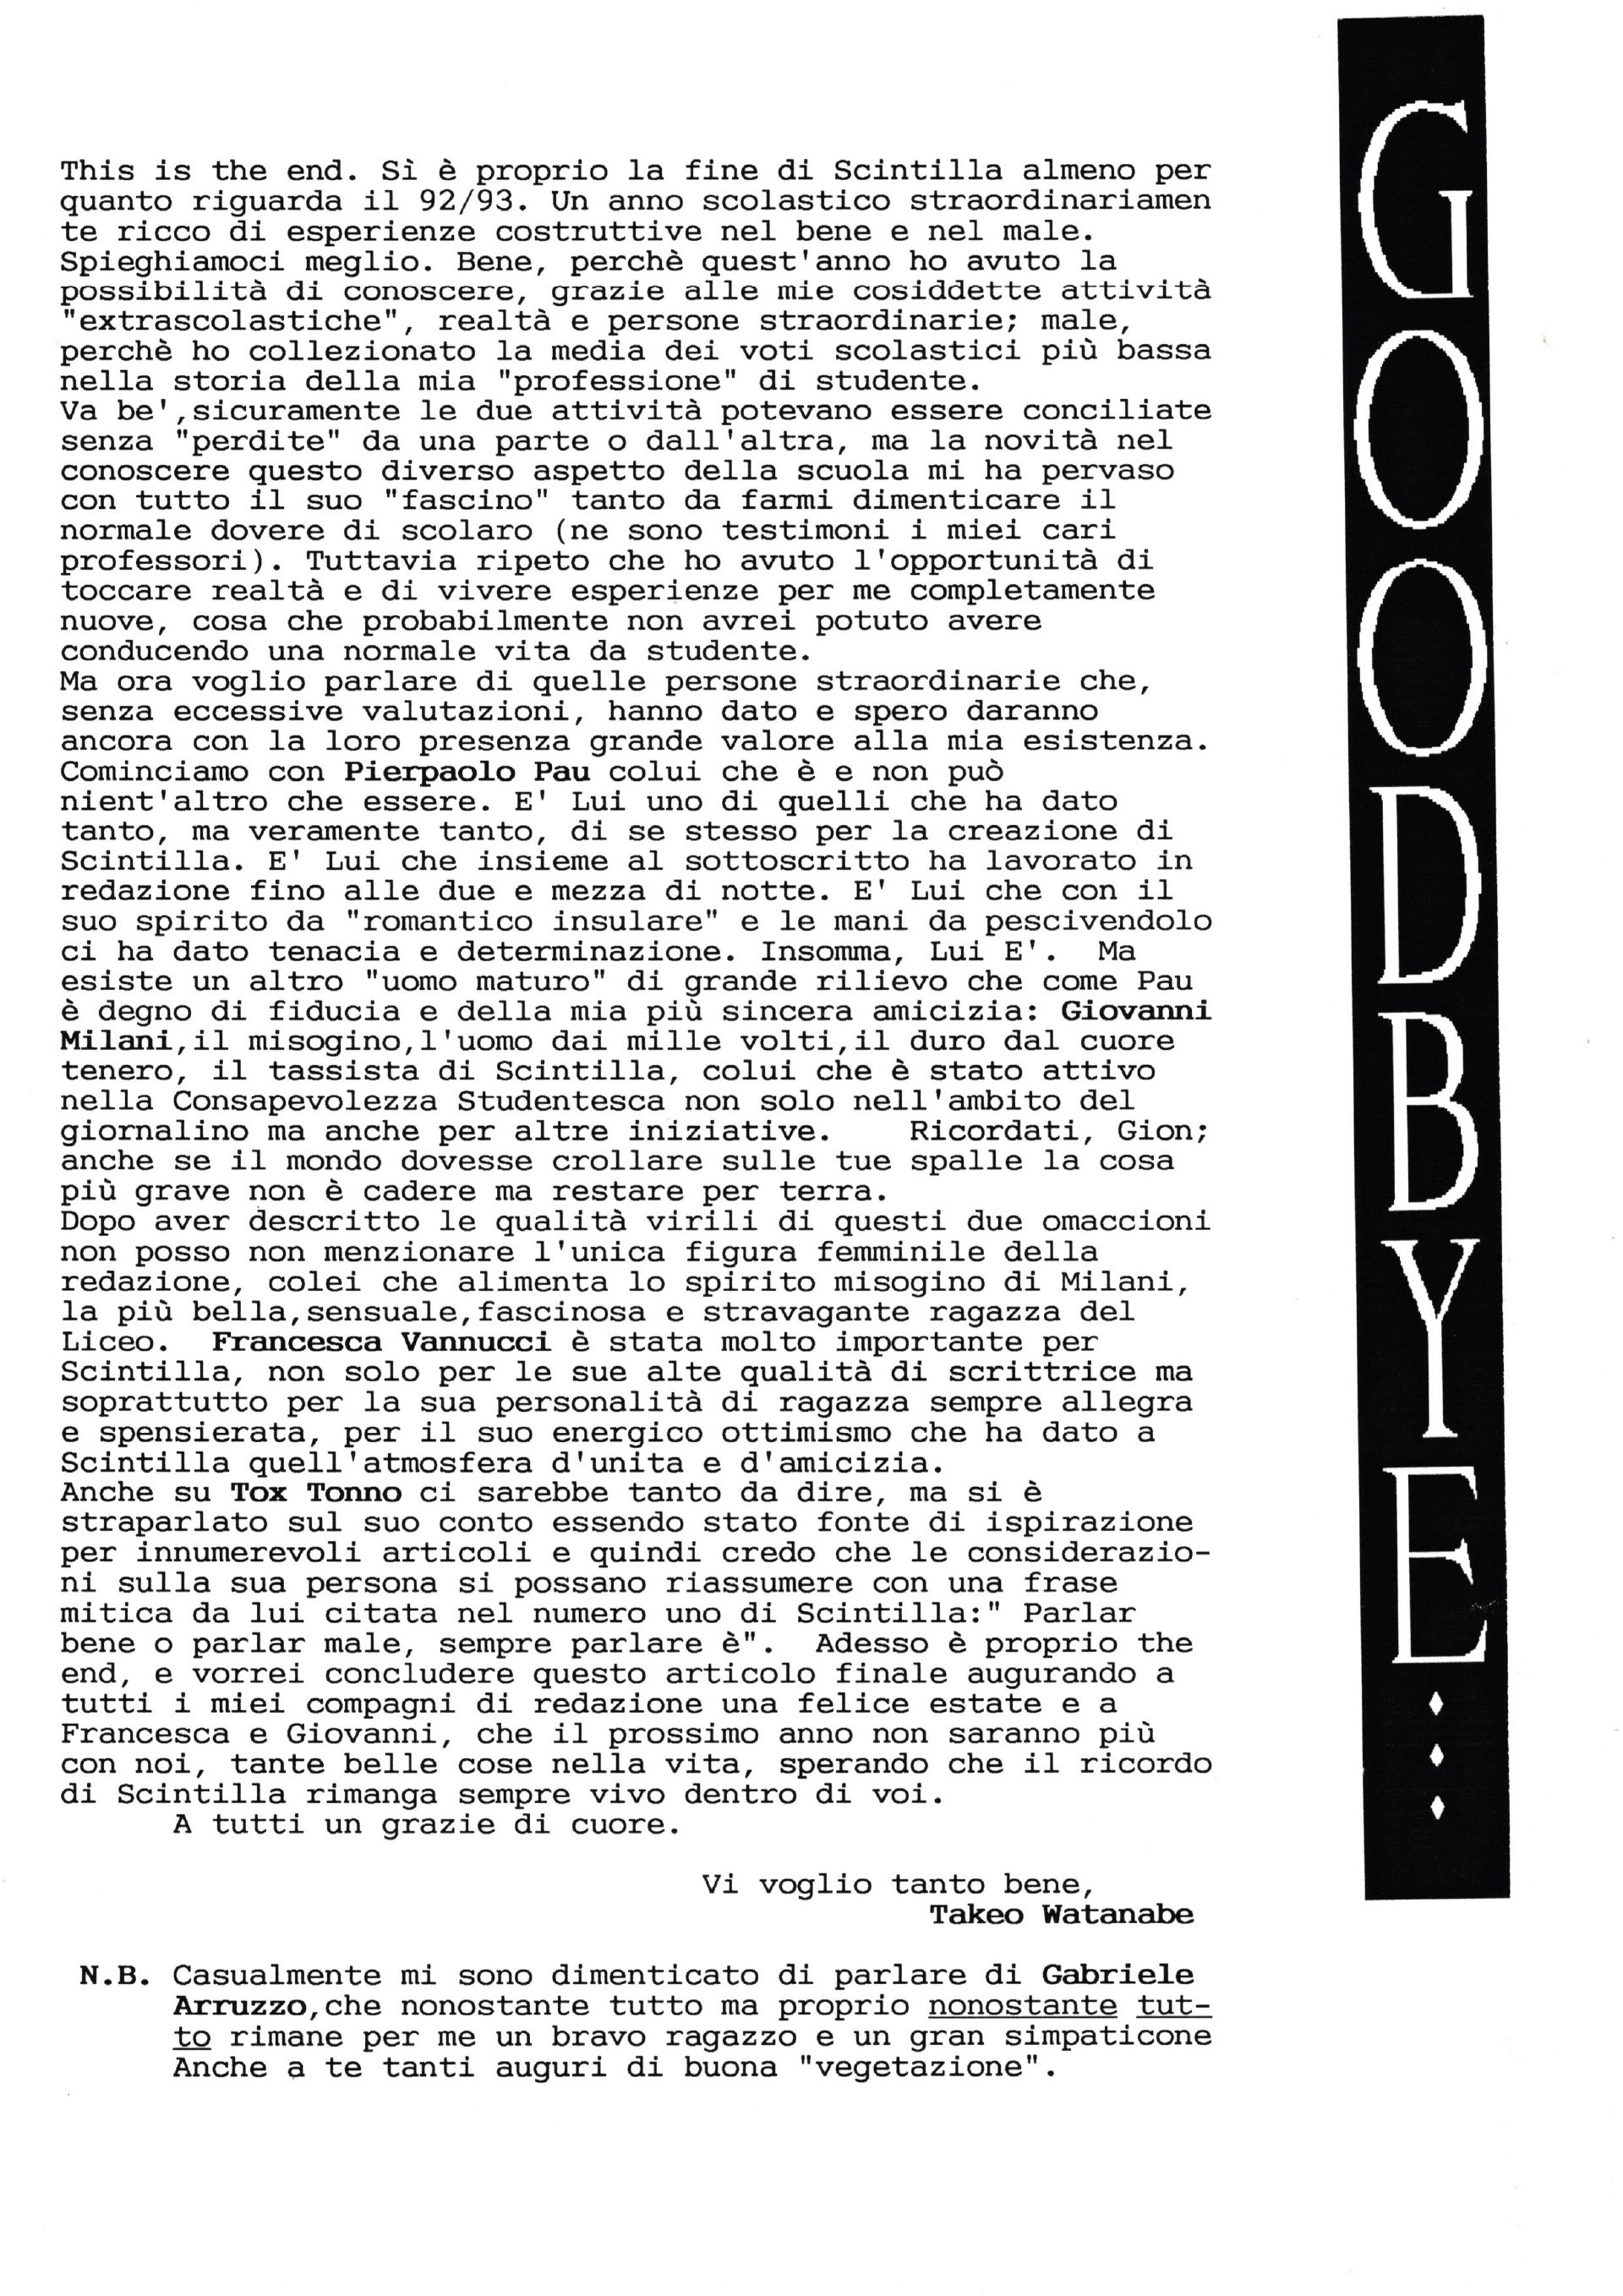 This is the end. Sì è proprio la fine di Scintilla almeno per
quanto riguarda il 92/93. Un anno scolastico straordinariamen
te ricco di esperienze costruttive nel bene e nel male.
Spieghiamoci meglio. Bene, perchè quest'anno ho avuto la
possibilità di conoscere, grazie alle mie cosiddette attività
"extrascolastiche", realtà e persone straordinarie; male,
perchè ho collezionato la media dei voti scolastici più bassa
nella storia della mia "professione" di studente.
Va be',sicuramente le due attività potevano essere conciliate
senza "perdite" da una parte o dall'altra, ma la novità nel
conoscere questo diverso aspetto della scuola mi ha pervaso
con tutto il suo "fascino" tanto da farmi dimenticare il
normale dovere di scolaro (ne sono testimoni i miei cari
professori). Tuttavia ripeto che ho avuto l'opportunità di
toccare realtà e di vivere esperienze per me completamente
nuove, cosa che probabilmente non avrei potuto avere
conducendo una normale vita da studente.
Ma ora voglio parlare di quelle persone straordinarie che,
senza eccessive valutazioni, hanno dato e spero daranno
ancora con la loro presenza grande valore alla mia esistenza.
Cominciamo con Pierpaolo Pau colui che è e non può
nient'altro che essere. E' Lui uno di quelli che ha dato
tanto, ma veramente tanto, di se stesso per la creazione di
Scintilla. E' Lui che insieme al sottoscritto ha lavorato in
redazione fino alle due e mezza di notte. E' Lui che con il
suo spirito da "romantico insulare" e le mani da pescivendolo
ci ha dato tenacia e determinazione. Insomma, Lui E'.  Ma
esiste un altro "uomo maturo" di grande rilievo che come Pau
è degno di fiducia e della mia più sincera amicizia: Giovanni
Milani,il misogino,l'uomo dai mille volti,il duro dal cuore
tenero, il tassista di Scintilla, colui che è stato attivo
nella Consapevolezza Studentesca non solo nell'ambito del
giornalino ma anche per altre iniziative.    Ricordati, Gion;
anche se il mondo dovesse crollare sulle tue spalle la cosa
più grave non è cadere ma restare per terra.
Dopo aver descritto le qualità virili di questi due omaccioni
non posso non menzionare l'unica figura femminile della
redazione, colei che alimenta lo spirito misogino di Milani,
la più bella,sensuale,fascinosa e stravagante ragazza del
Liceo.  Francesca Vannucci è stata molto importante per
Scintilla, non solo per le sue alte qualità di scrittrice ma
soprattutto per la sua personalità di ragazza sempre allegra
e spensierata, per il suo energico ottimismo che ha dato a
Scintilla quell'atmosfera d'unita e d'amicizia.
Anche su Tox Tonno ci sarebbe tanto da dire, ma si è
straparlato sul suo conto essendo stato fonte di ispirazione
per innumerevoli articoli e quindi credo che le considerazio-
ni sulla sua persona si possano riassumere con una frase
mitica da lui citata nel numero uno di Scintilla:" Parlar
bene o parlar male, sempre parlare è".  Adesso è proprio the
end, e vorrei concludere questo articolo finale augurando a
tutti i miei compagni di redazione una felice estate e a
Francesca e Giovanni, che il prossimo anno non saranno più
con noi, tante belle cose nella vita, sperando che il ricordo
di Scintilla rimanga sempre vivo dentro di voi.
A tutti un grazie di cuore.
Vi voglio tanto bene,
Takeo Watanabe
N.B. Casualmente mi sono dimenticato di parlare di Gabriele
Arruzzo,che nonostante tutto ma proprio nonostante tut-
to rimane per me un bravo ragazzo e un gran simpaticone
Anche a te tanti auguri di buona "vegetazione".
GOODBYE...